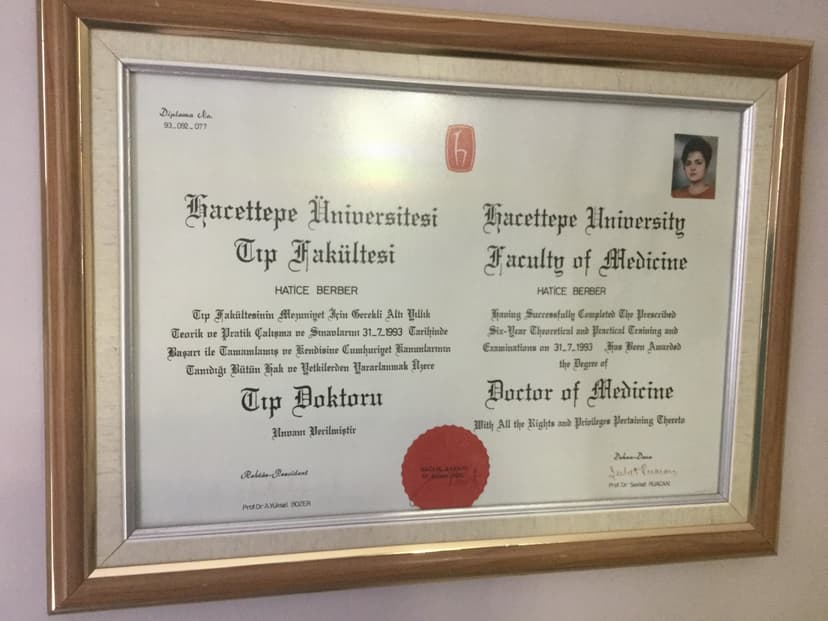 Diploma No.
93_092_077
Hacettepe Üniversitesi
Tıp Fakültesi
HATİCE BERBER
Tıp Fakültesinin Mezuniyet İçin Gerekli Altı Yıllık
Teorik ve Pratik Çalışma ve Sınavlarını 31_7_1993 Tarihinde
Başarı ile Tamamlamış ve Kendisine Cumhuriyet Kanunlarının
Tanıdığı Bütün Hak ve Yetkilerden Yararlanmak Üzere
Tıp Doktoru
Unvanı Verilmiştir
Rektör-President
Prof.Dr.A.Yüksel BOZER
Hacettepe University
Faculty of Medicine
HATİCE BERBER
Having Successfully Completed The Prescribed
Six-Year Theoretical and Practical Training and
Examinations on 31_7_1993 Has Been Awarded
the Degree of
Doctor of Medicine
With All the Rights and Privileges Pertaining Thereto
Dekan-Dean
Prof.Dr. Şevket RUACAN